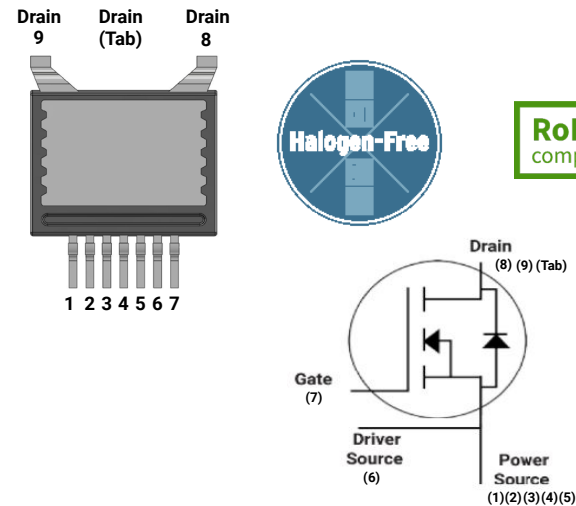 Drain Drain Drain
9 (Tab) 8
Halogen-Free
RoH
comp
1 2 3 4 5 6 7
Drain
(8) (9) (Tab)
Gate
(7)
Driver
Source
(6)
Power
Source
(1)(2)(3)(4)(5)